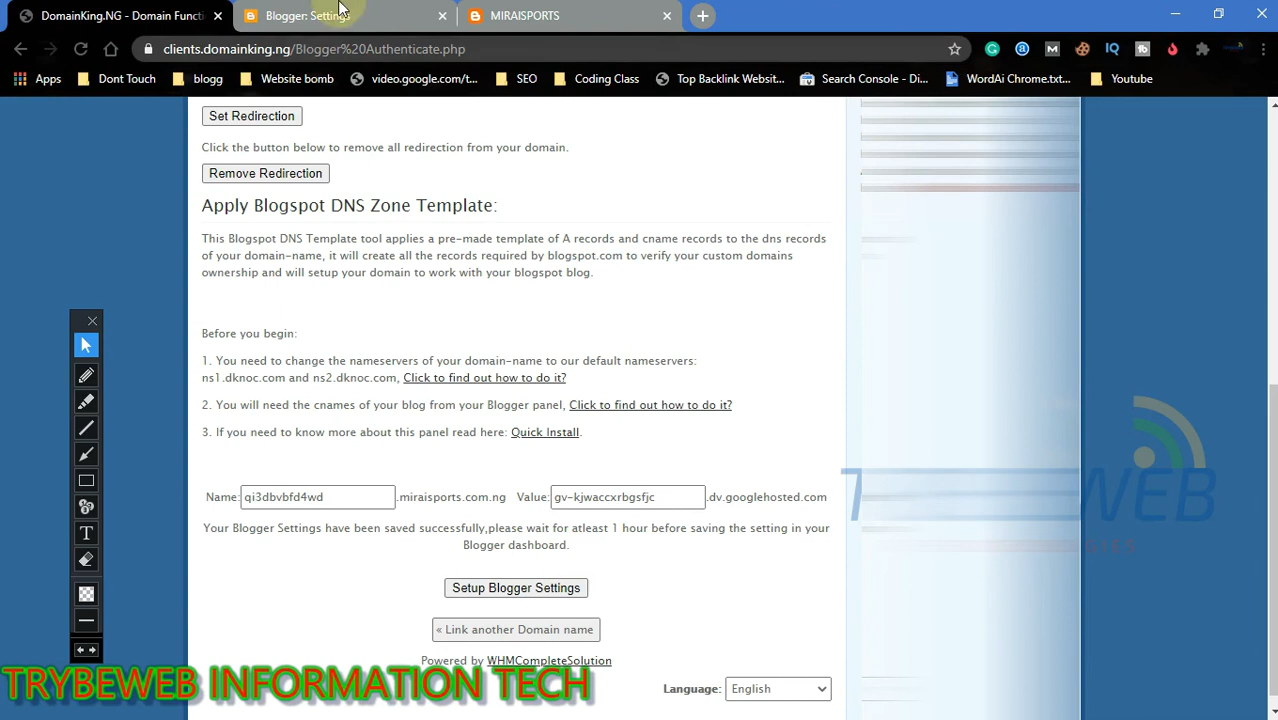 DomainKing.NG - Domain Functi
Blogger: Settings
MIRAISPORTS
clients.domainking.ng/Blogger%20Authenticate.php
Apps
Dont Touch
blogg
Website bomb
video.google.com/t...
SEO
Coding Class
Top Backlink Websit...
Search Console - Di...
WordAi Chrome.txt...
Youtube
Set Redirection
Click the button below to remove all redirection from your domain.
Remove Redirection
Apply Blogspot DNS Zone Template:
This Blogspot DNS Template tool applies a pre-made template of A records and cname records to the dns records
of your domain-name, it will create all the records required by blogspot.com to verify your custom domains
ownership and will setup your domain to work with your blogspot blog.
Before you begin:
1. You need to change the nameservers of your domain-name to our default nameservers:
ns1.dknoc.com and ns2.dknoc.com, Click to find out how to do it?
2. You will need the cnames of your blog from your Blogger panel, Click to find out how to do it?
3. If you need to know more about this panel read here: Quick Install.
Name: qi3dbvbfd4wd .miraisports.com.ng Value: gv-kjwaccxrbgsfjc .dv.googlehosted.com
Your Blogger Settings have been saved successfully,please wait for atleast 1 hour before saving the setting in your
Blogger dashboard.
Setup Blogger Settings
« Link another Domain name
Powered by WHMCompleteSolution
Language: English
TRYBEWEB INFORMATION TECH